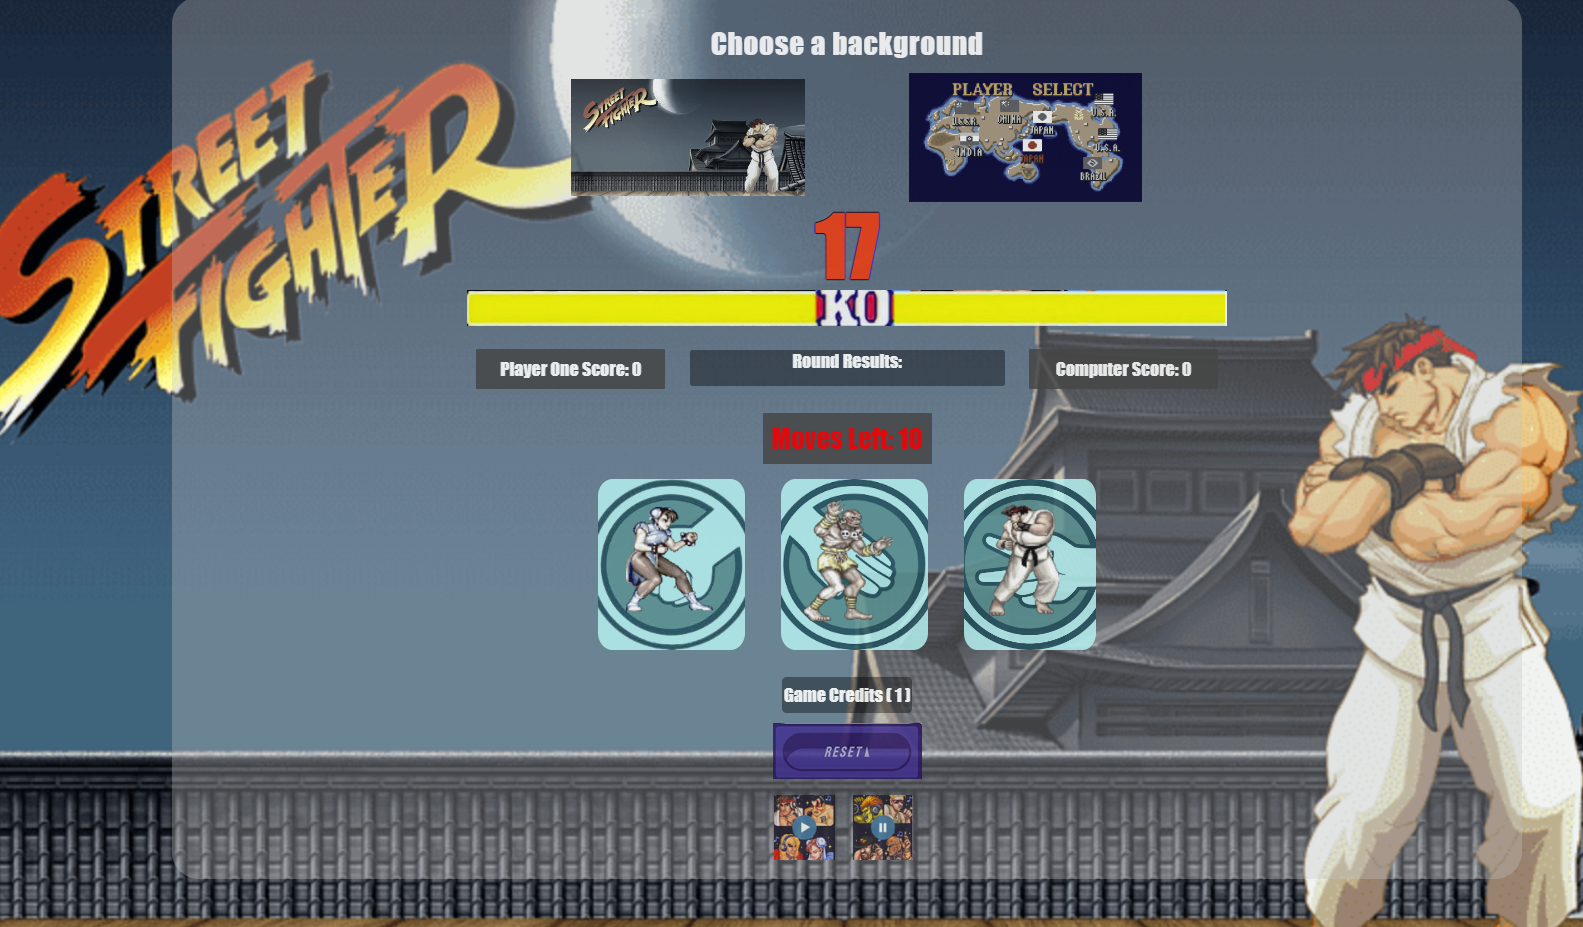 Choose a background
STREET
FIGHTER
STREET
FIGHTER
PLAYER SELECT
U.S.S.R.
CHINA
JAPAN
U.S.A.
INDIA
JAPAN
U.S.A.
BRAZIL
17
KO
Player One Score: 0
Round Results:
Computer Score: 0
Moves Left: 10
Game Credits ( 1 )
RESET